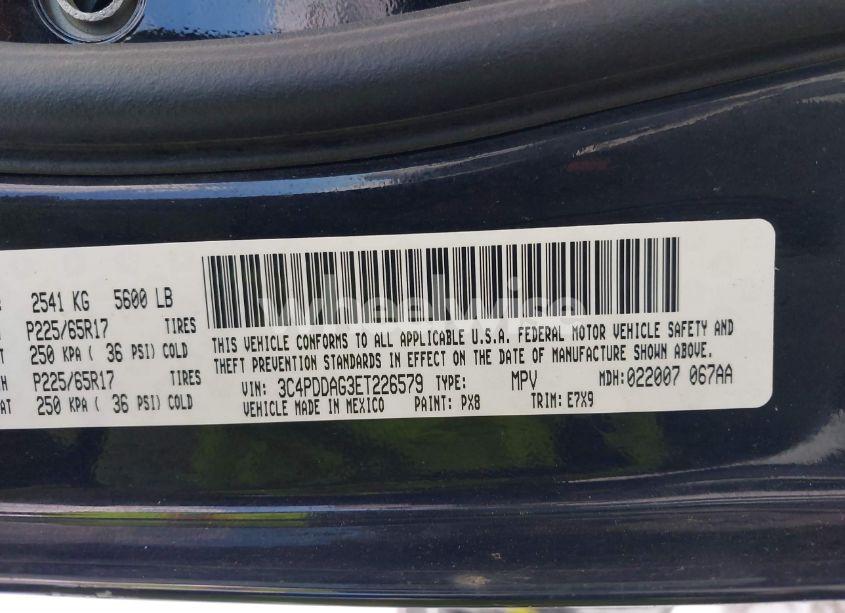 2541 KG 5600 LB
P225/65R17 TIRES
250 KPA ( 36 PSI) COLD
P225/65R17 TIRES
250 KPA ( 36 PSI) COLD
wheelwise
THIS VEHICLE CONFORMS TO ALL APPLICABLE U.S.A. FEDERAL MOTOR VEHICLE SAFETY AND
THEFT PREVENTION STANDARDS IN EFFECT ON THE DATE OF MANUFACTURE SHOWN ABOVE.
VIN: 3C4PDDAG3ET226579 TYPE: MPV MDH: 022007 067AA
VEHICLE MADE IN MEXICO PAINT: PX8 TRIM: E7X9